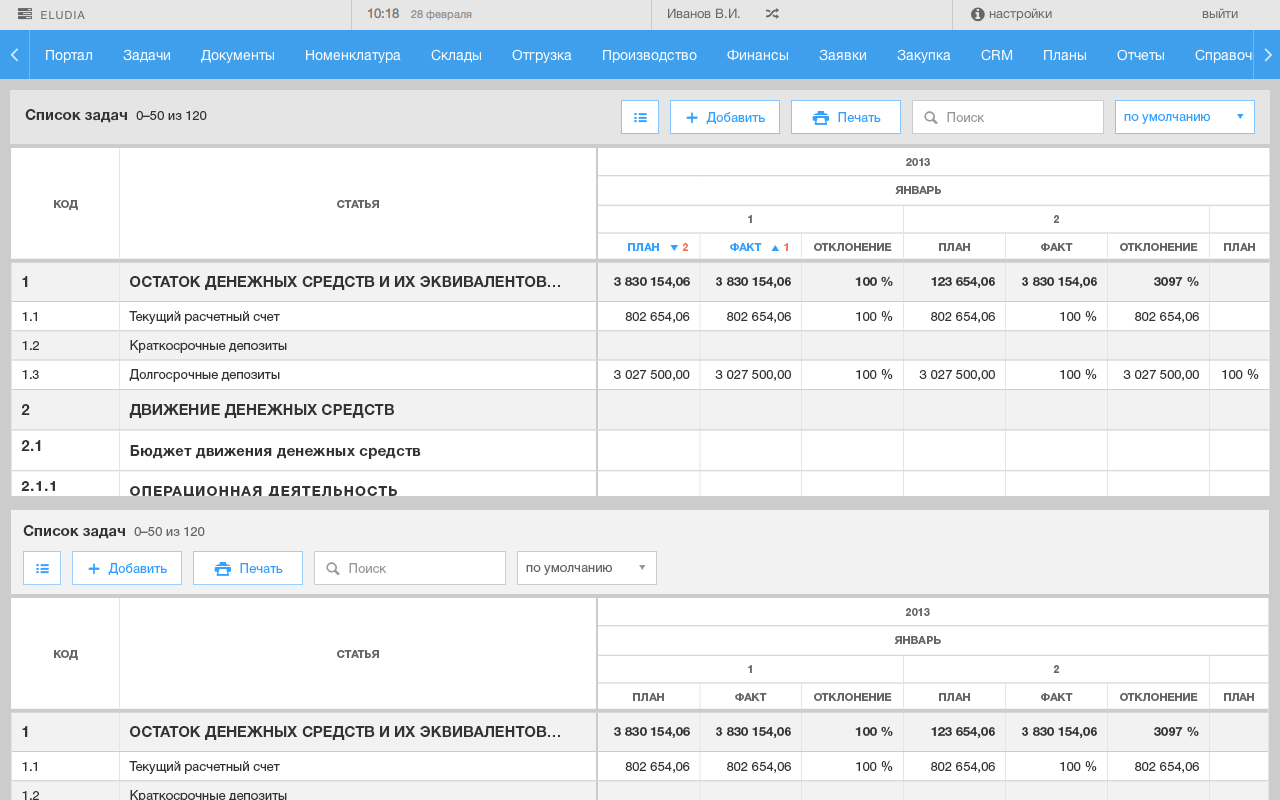 ELUDIA 10:18 28 февраля Иванов В.И. настройки выйти
Портал Задачи Документы Номенклатура Склады Отгрузка Производство Финансы Заявки Закупка CRM Планы Отчеты Справоч
Список задач 0–50 из 120 Добавить Печать Поиск по умолчанию
2013
ЯНВАРЬ
КОД СТАТЬЯ
1 2
ПЛАН 2 ФАКТ 1 ОТКЛОНЕНИЕ ПЛАН ФАКТ ОТКЛОНЕНИЕ ПЛАН
1 ОСТАТОК ДЕНЕЖНЫХ СРЕДСТВ И ИХ ЭКВИВАЛЕНТОВ... 3 830 154,06 3 830 154,06 100 % 123 654,06 3 830 154,06 3097 %
1.1 Текущий расчетный счет 802 654,06 802 654,06 100 % 802 654,06 100 % 802 654,06
1.2 Краткосрочные депозиты
1.3 Долгосрочные депозиты 3 027 500,00 3 027 500,00 100 % 3 027 500,00 100 % 3 027 500,00 100 %
2 ДВИЖЕНИЕ ДЕНЕЖНЫХ СРЕДСТВ
2.1 Бюджет движения денежных средств
2.1.1 ОПЕРАЦИОННАЯ ДЕЯТЕЛЬНОСТЬ
Список задач 0–50 из 120
Добавить Печать Поиск по умолчанию
2013
ЯНВАРЬ
КОД СТАТЬЯ
1 2
ПЛАН ФАКТ ОТКЛОНЕНИЕ ПЛАН ФАКТ ОТКЛОНЕНИЕ ПЛАН
1 ОСТАТОК ДЕНЕЖНЫХ СРЕДСТВ И ИХ ЭКВИВАЛЕНТОВ... 3 830 154,06 3 830 154,06 100 % 123 654,06 3 830 154,06 3097 %
1.1 Текущий расчетный счет 802 654,06 802 654,06 100 % 802 654,06 100 % 802 654,06
1.2 Краткосрочные депозиты